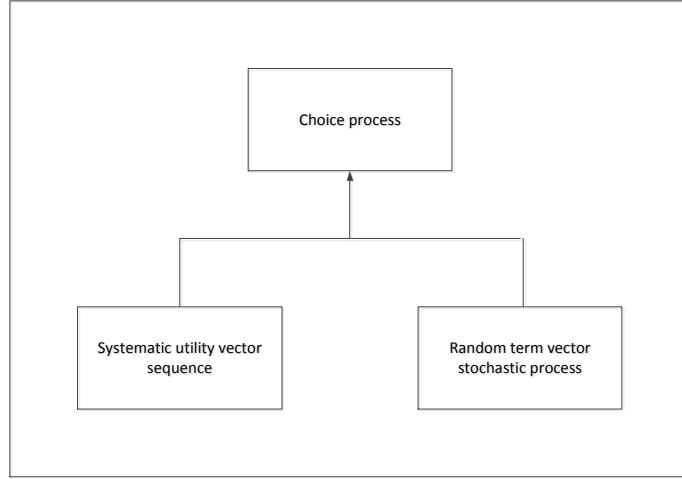 Choice process
Systematic utility vector
sequence
Random term vector
stochastic process